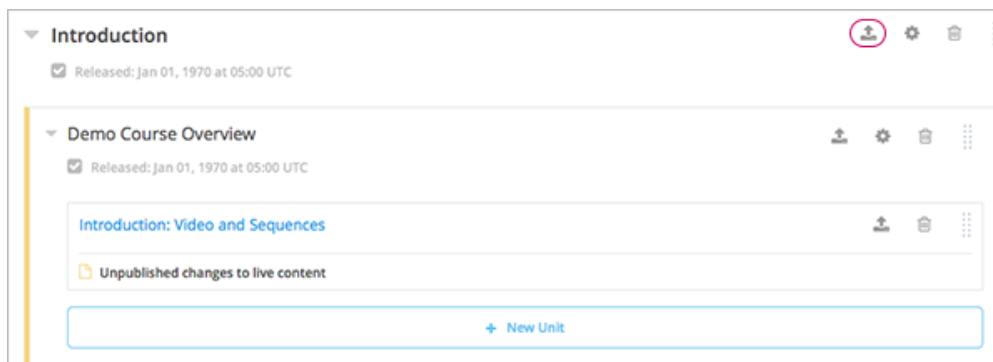 Introduction
Released: Jan 01, 1970 at 05:00 UTC
Demo Course Overview
Released: Jan 01, 1970 at 05:00 UTC
Introduction: Video and Sequences
Unpublished changes to live content
+ New Unit